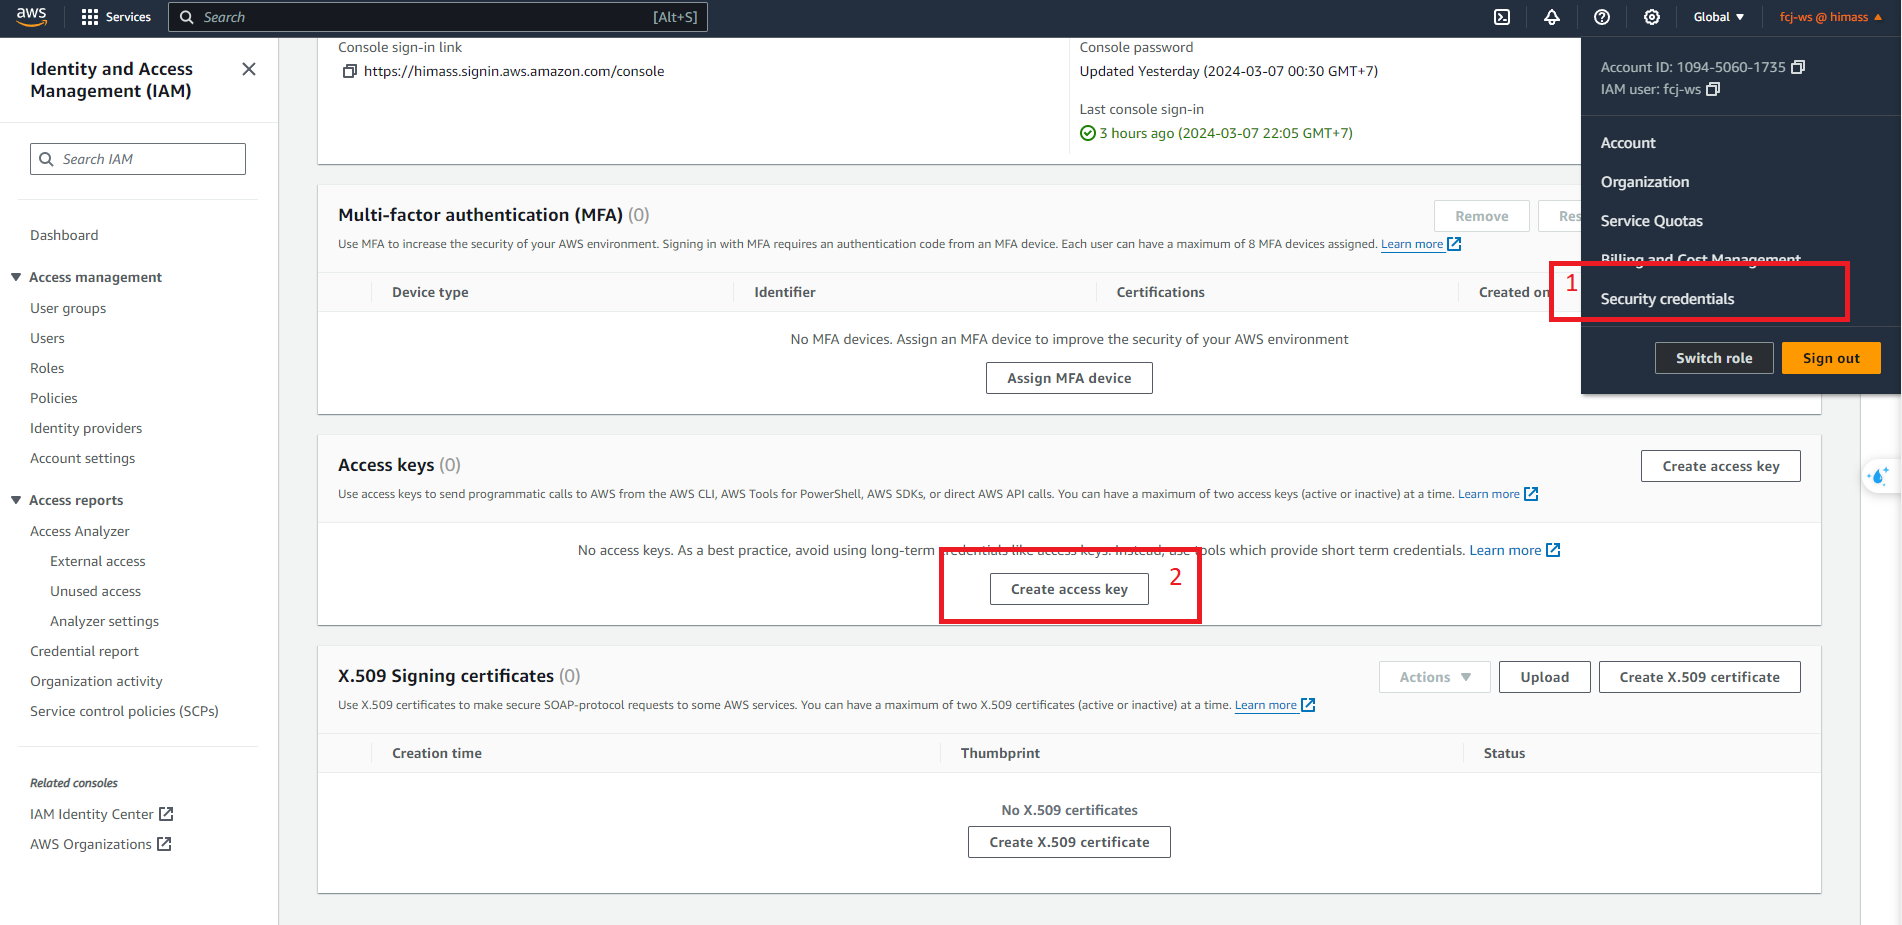 aws
Services
Search
[Alt+S]
Global
fcj-ws @ himass
Identity and Access
Management (IAM)
Search IAM
Dashboard
Access management
User groups
Users
Roles
Policies
Identity providers
Account settings
Access reports
Access Analyzer
External access
Unused access
Analyzer settings
Credential report
Organization activity
Service control policies (SCPs)
Related consoles
IAM Identity Center
AWS Organizations
Console sign-in link
https://himass.signin.aws.amazon.com/console
Console password
Updated Yesterday (2024-03-07 00:30 GMT+7)
Last console sign-in
3 hours ago (2024-03-07 22:05 GMT+7)
Account ID: 1094-5060-1735
IAM user: fcj-ws
Account
Organization
Service Quotas
Billing and Cost Management
1
Security credentials
Switch role
Sign out
Multi-factor authentication (MFA) (0)
Remove
Res
Use MFA to increase the security of your AWS environment. Signing in with MFA requires an authentication code from an MFA device. Each user can have a maximum of 8 MFA devices assigned. Learn more
Device type
Identifier
Certifications
Created on
No MFA devices. Assign an MFA device to improve the security of your AWS environment
Assign MFA device
Access keys (0)
Create access key
Use access keys to send programmatic calls to AWS from the AWS CLI, AWS Tools for PowerShell, AWS SDKs, or direct AWS API calls. You can have a maximum of two access keys (active or inactive) at a time. Learn more
No access keys. As a best practice, avoid using long-term credentials like access keys. Instead, use tools which provide short term credentials. Learn more
Create access key
2
X.509 Signing certificates (0)
Actions
Upload
Create X.509 certificate
Use X.509 certificates to make secure SOAP-protocol requests to some AWS services. You can have a maximum of two X.509 certificates (active or inactive) at a time. Learn more
Creation time
Thumbprint
Status
No X.509 certificates
Create X.509 certificate